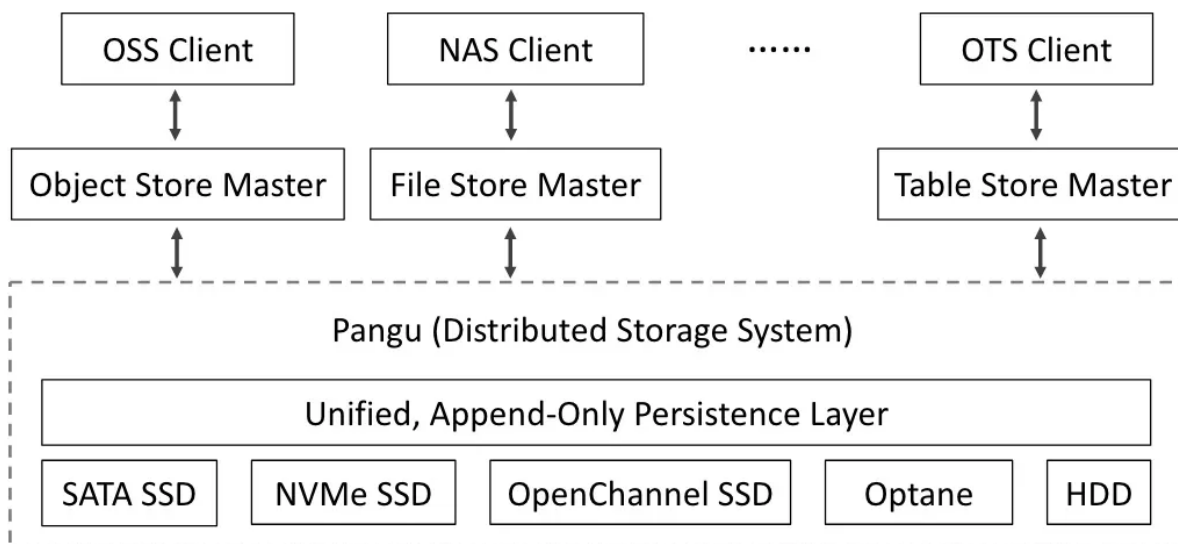 OSS Client
NAS Client
......
OTS Client
Object Store Master
File Store Master
Table Store Master
Pangu (Distributed Storage System)
Unified, Append-Only Persistence Layer
SATA SSD
NVMe SSD
OpenChannel SSD
Optane
HDD